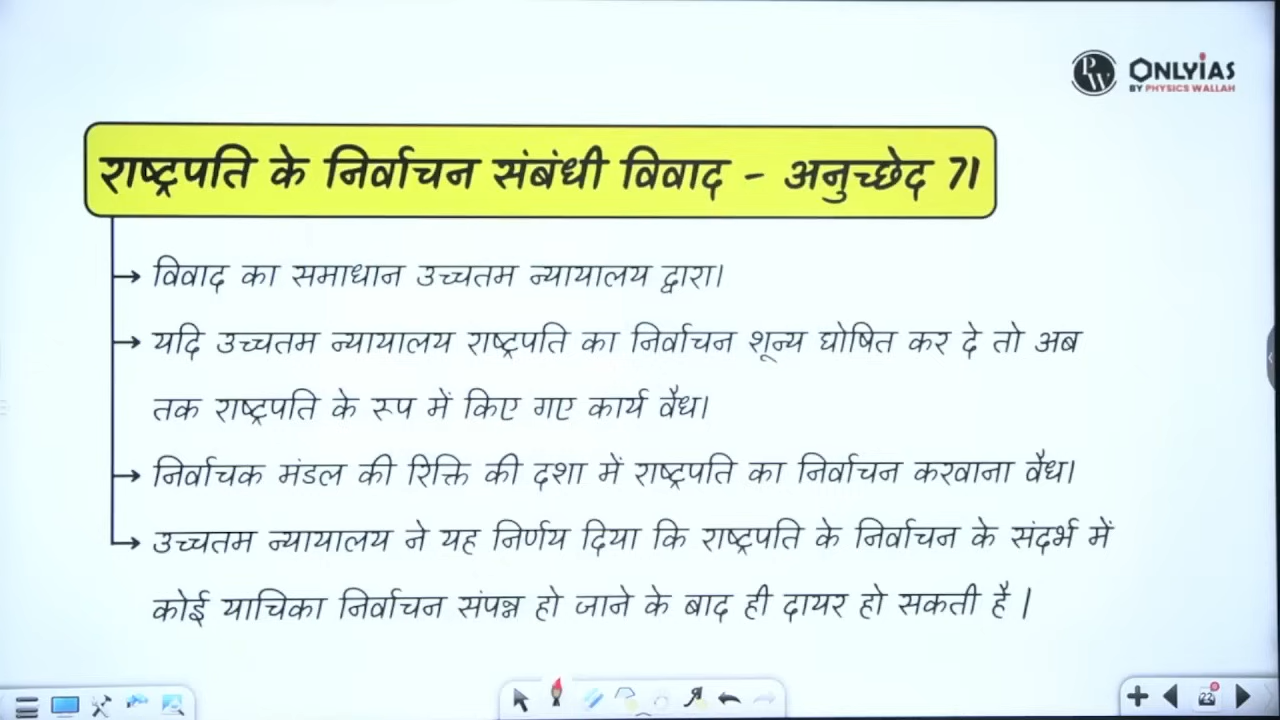 PW ONLYIAS
BY PHYSICS WALLAH
राष्ट्रपति के निर्वाचन संबंधी विवाद - अनुच्छेद 71
विवाद का समाधान उच्चतम न्यायालय द्वारा।
यदि उच्चतम न्यायालय राष्ट्रपति का निर्वाचन शून्य घोषित कर दे तो अब
तक राष्ट्रपति के रूप में किए गए कार्य वैध।
निर्वाचक मंडल की रिक्ति की दशा में राष्ट्रपति का निर्वाचन करवाना वैध।
उच्चतम न्यायालय ने यह निर्णय दिया कि राष्ट्रपति के निर्वाचन के संदर्भ में
कोई याचिका निर्वाचन संपन्न हो जाने के बाद ही दायर हो सकती है।
22